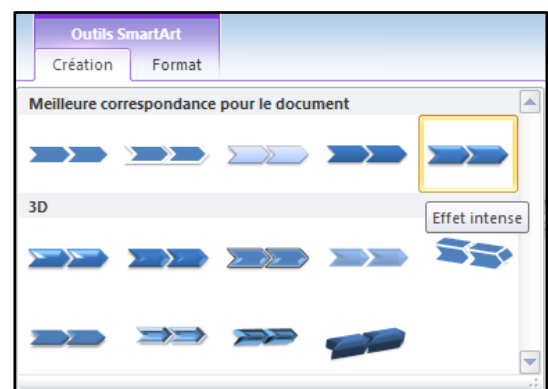 Outils SmartArt
Création Format
Meilleure correspondance pour le document
3D
Effet intense